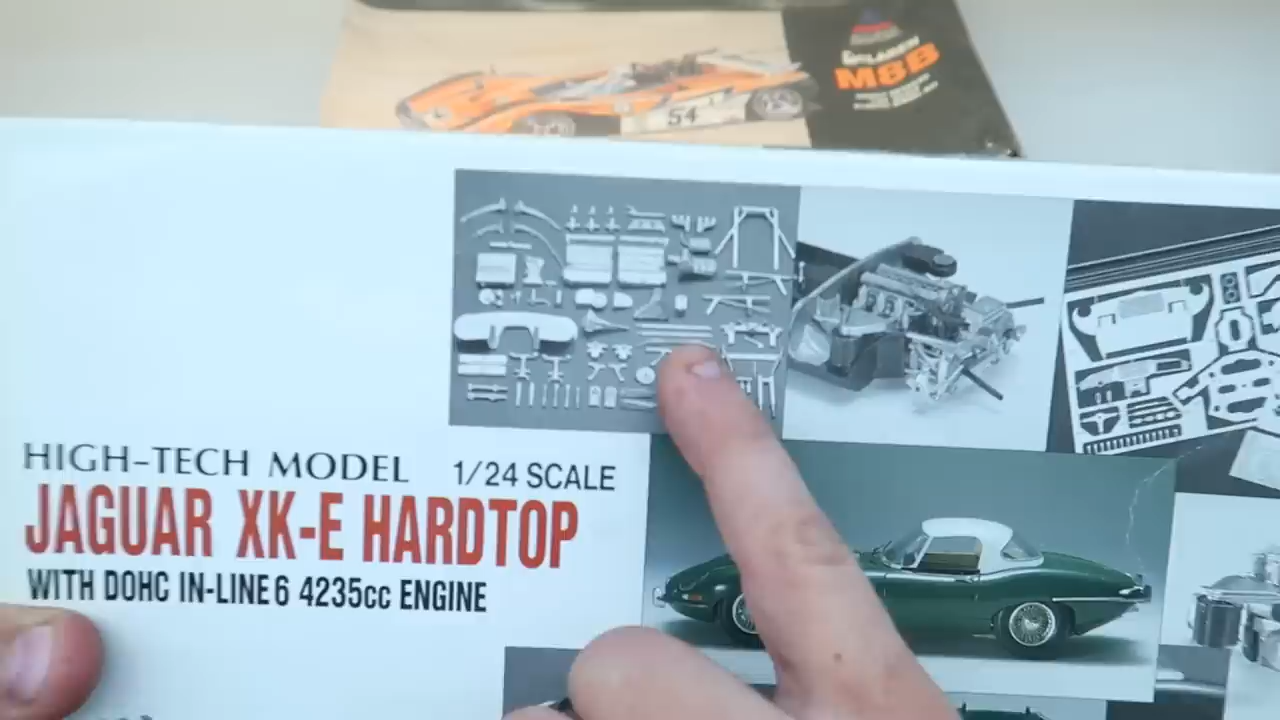 M8B
54
HIGH-TECH MODEL 1/24 SCALE
JAGUAR XK-E HARDTOP
WITH DOHC IN-LINE 6 4235cc ENGINE